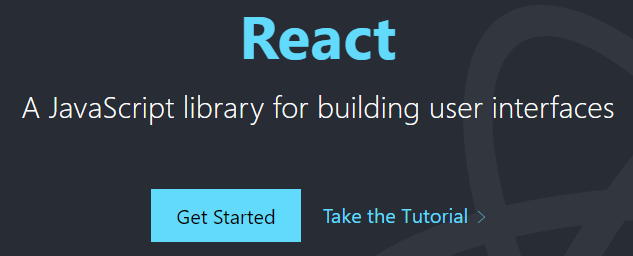 React
A JavaScript library for building user interfaces
Get Started
Take the Tutorial